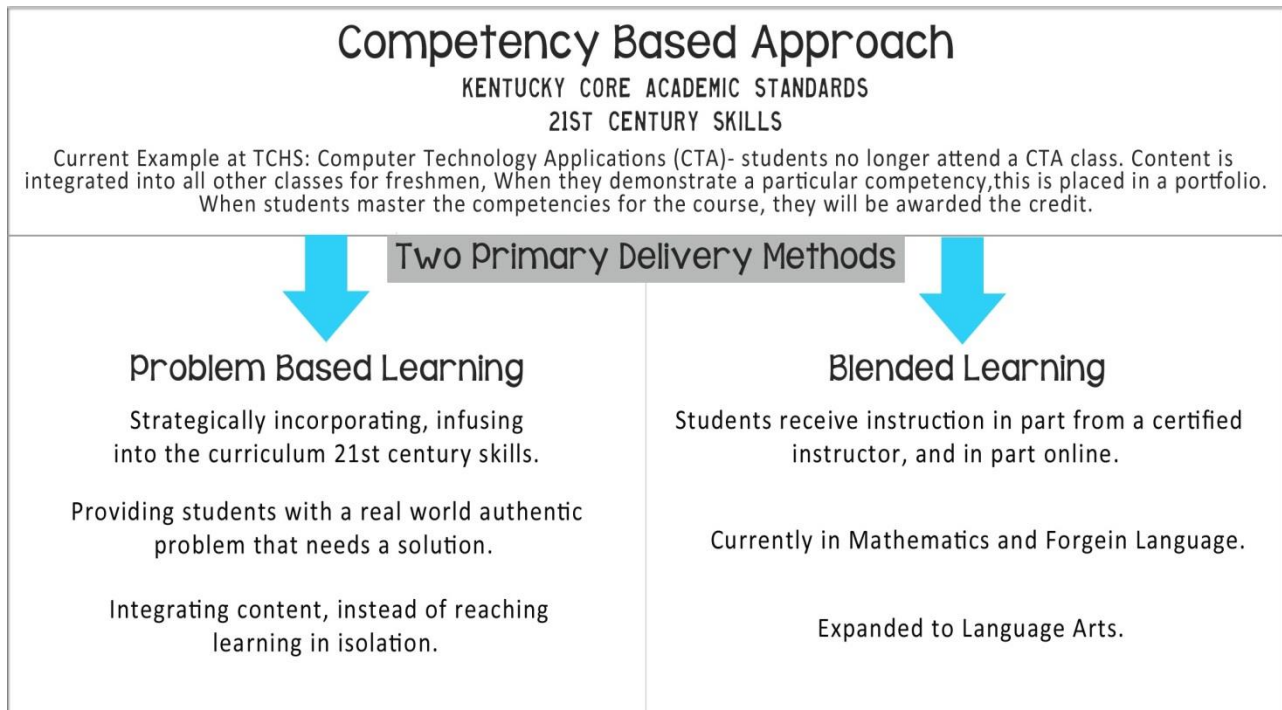 Competency Based Approach
KENTUCKY CORE ACADEMIC STANDARDS
21ST CENTURY SKILLS
Current Example at TCHS: Computer Technology Applications (CTA)- students no longer attend a CTA class. Content is
integrated into all other classes for freshmen, When they demonstrate a particular competency,this is placed in a portfolio.
When students master the competencies for the course, they will be awarded the credit.
Two Primary Delivery Methods
Problem Based Learning
Strategically incorporating, infusing
into the curriculum 21st century skills.
Providing students with a real world authentic
problem that needs a solution.
Integrating content, instead of reaching
learning in isolation.
Blended Learning
Students receive instruction in part from a certified
instructor, and in part online.
Currently in Mathematics and Forgein Language.
Expanded to Language Arts.